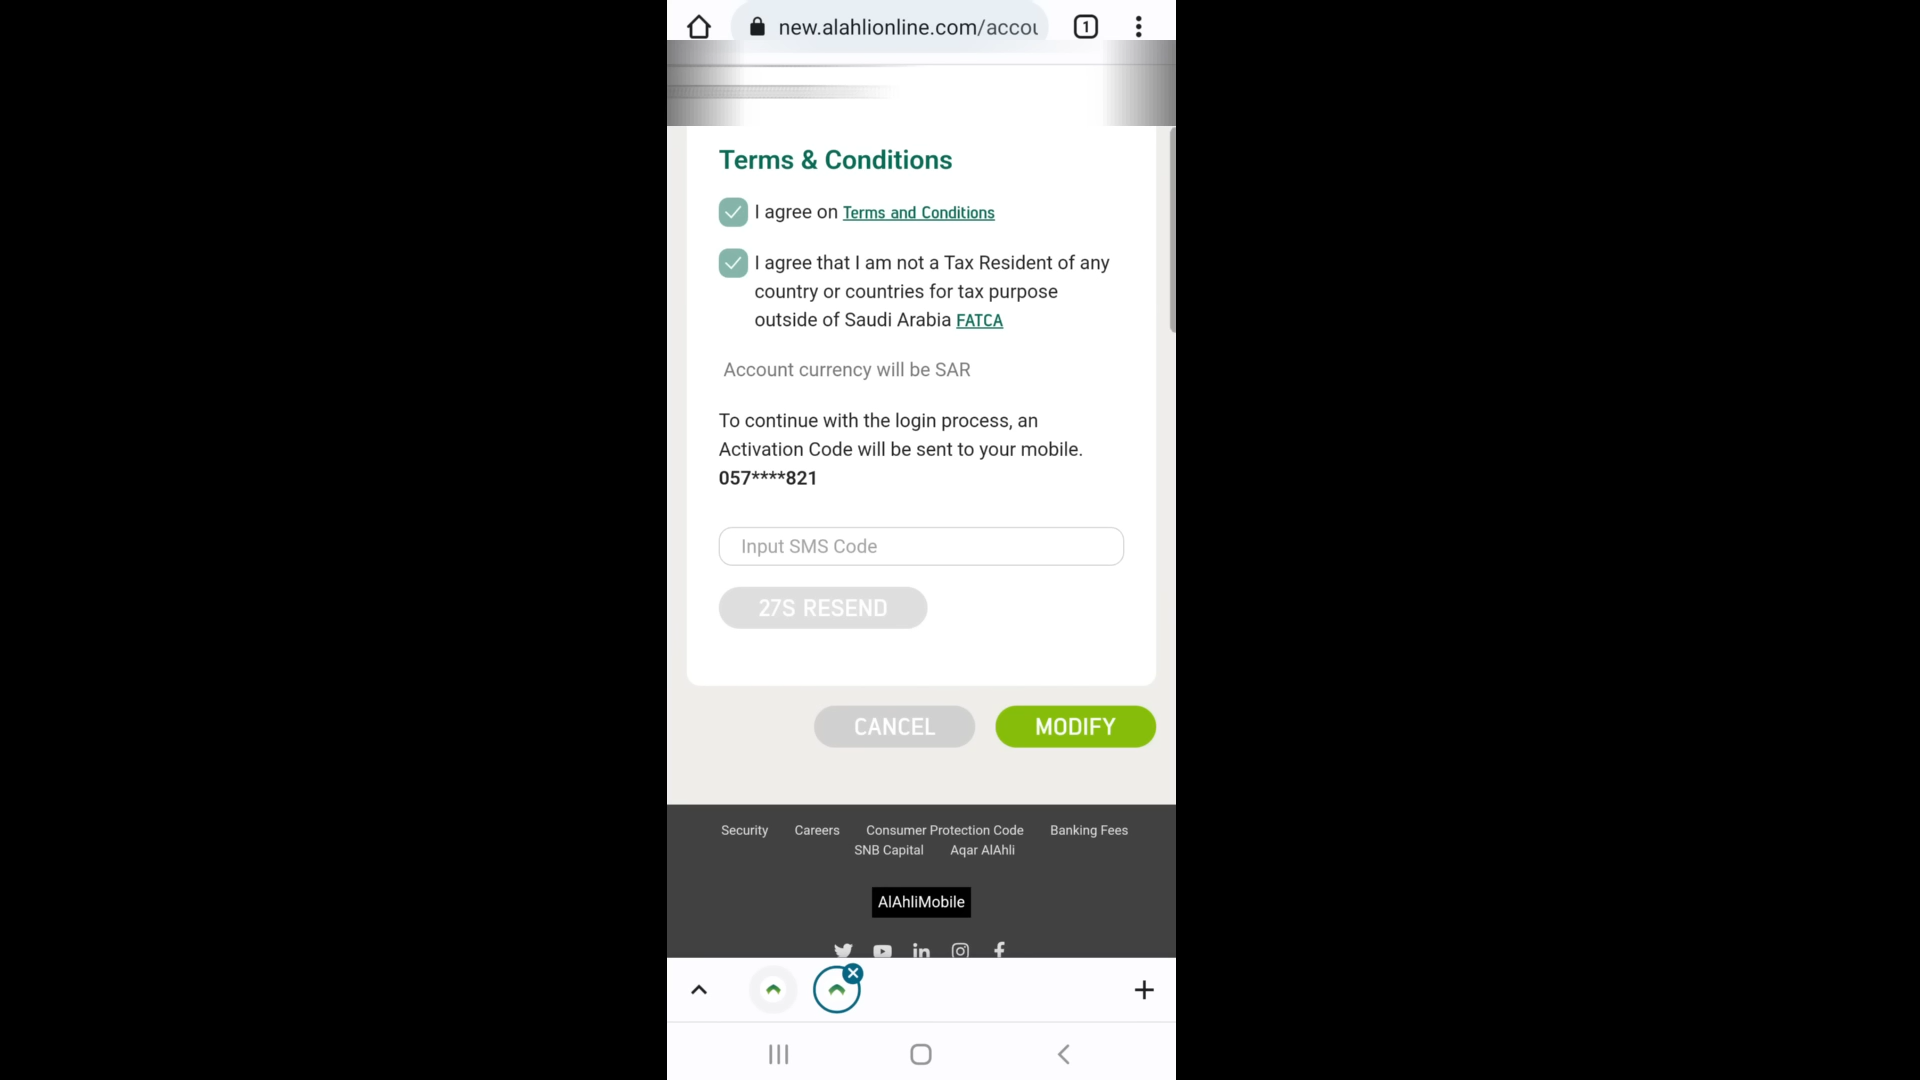 new.alahlionline.com/accou
1
Terms & Conditions
I agree on Terms and Conditions
I agree that I am not a Tax Resident of any
country or countries for tax purpose
outside of Saudi Arabia FATCA
Account currency will be SAR
To continue with the login process, an
Activation Code will be sent to your mobile.
057****821
Input SMS Code
27S RESEND
CANCEL MODIFY
Security Careers Consumer Protection Code Banking Fees
SNB Capital Aqar AlAhli
AlAhliMobile